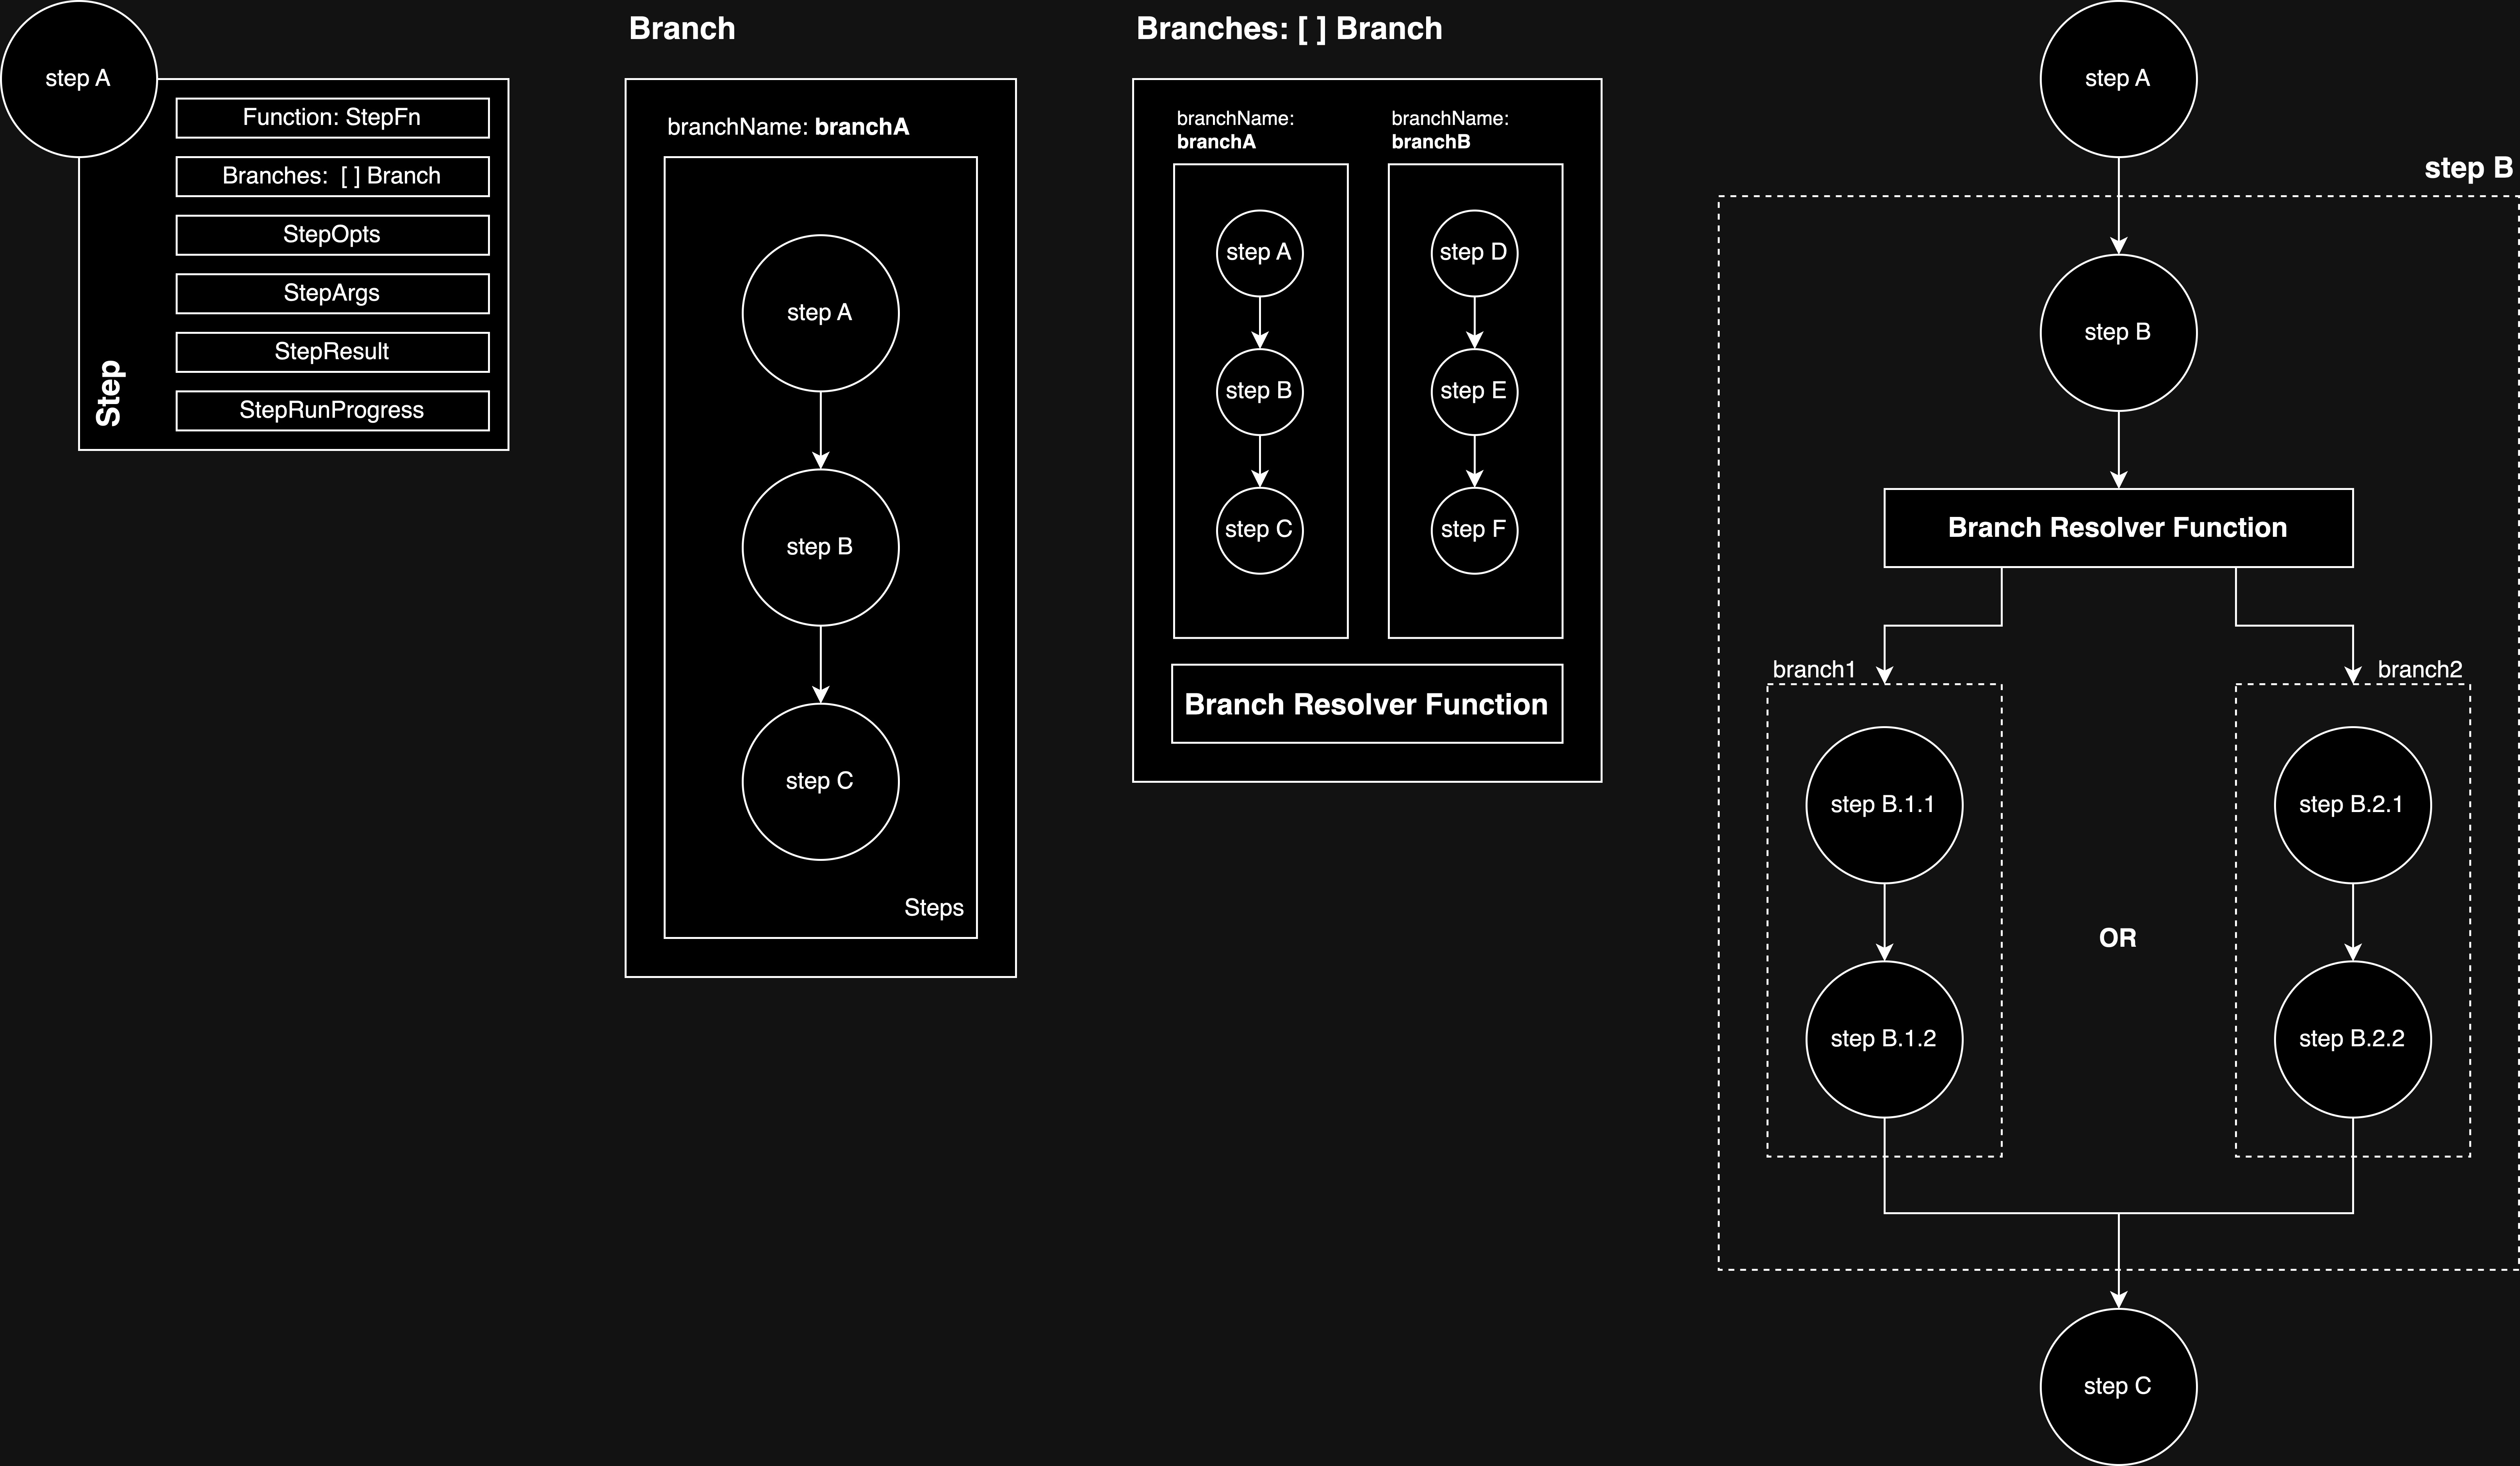 step A
Function: StepFn
Branches:  [ ] Branch
StepOpts
StepArgs
StepResult
StepRunProgress
Step
Branch
branchName: branchA
step A
step B
step C
Steps
Branches: [ ] Branch
branchName:
branchA
step A
step B
step C
branchName:
branchB
step D
step E
step F
Branch Resolver Function
step A
step B
step B
Branch Resolver Function
branch1
branch2
step B.1.1
step B.1.2
OR
step B.2.1
step B.2.2
step C